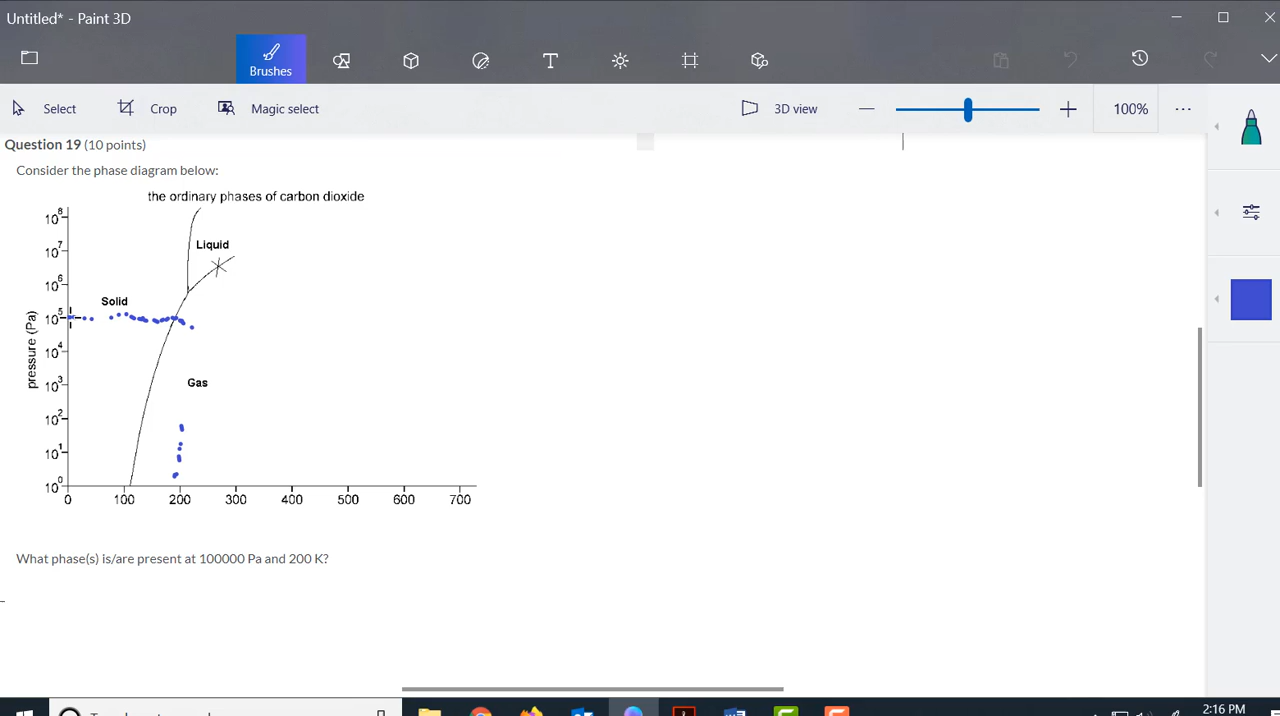 Untitled* - Paint 3D
Brushes
Select
Crop
Magic select
3D view
100%
Question 19 (10 points)
Consider the phase diagram below:
the ordinary phases of carbon dioxide
10^8
10^7
10^6
10^5
10^4
10^3
10^2
10^1
10^0
pressure (Pa)
Liquid
Solid
Gas
0 100 200 300 400 500 600 700
What phase(s) is/are present at 100000 Pa and 200 K?
2:16 PM